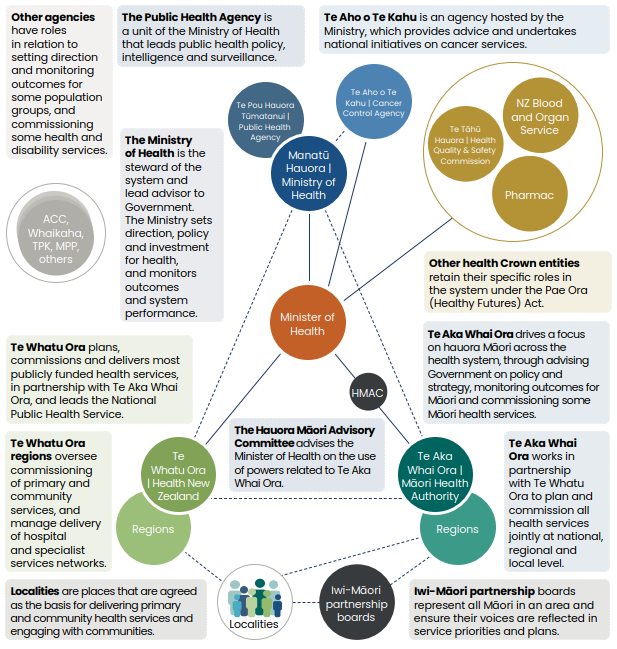 Other agencies
have roles
in relation to
setting direction
and monitoring
outcomes for
some population
groups, and
commissioning
some health and
disability services.
The Public Health Agency is
a unit of the Ministry of Health
that leads public health policy,
intelligence and surveillance.
Te Aho o Te Kahu is an agency hosted by the
Ministry, which provides advice and undertakes
national initiatives on cancer services.
Te Pou Hauora
Tūmatanui |
Public Health
Agency
Te Aho o Te
Kahu | Cancer
Control Agency
NZ Blood
and Organ
Service
Te Tāhū
Hauora | Health
Quality & Safety
Commission
Pharmac
The Ministry
of Health is the
steward of the
system and
lead advisor to
Government.
The Ministry sets
direction, policy
and investment
for health,
and monitors
outcomes
and system
performance.
Manatū
Hauora |
Ministry of
Health
ACC,
Whaikaha,
TPK, MPP,
others
Other health Crown entities
retain their specific roles in
the system under the Pae Ora
(Healthy Futures) Act.
Minister of
Health
Te Whatu Ora plans,
commissions and delivers most
publicly funded health services,
in partnership with Te Aka Whai
Ora, and leads the National
Public Health Service.
Te Aka Whai Ora drives a focus
on hauora Māori across the
health system, through advising
Government on policy and
strategy, monitoring outcomes for
Māori and commissioning some
Māori health services.
HMAC
The Hauora Māori Advisory
Committee advises the
Minister of Health on the use
of powers related to Te Aka
Whai Ora.
Te Whatu Ora
regions oversee
commissioning
of primary and
community
services, and
manage delivery
of hospital
and specialist
services networks.
Te
Whatu Ora
| Health New
Zealand
Regions
Te Aka
Whai Ora |
Māori Health
Authority
Regions
Te Aka Whai
Ora works in
partnership
with Te Whatu
Ora to plan and
commission all
health services
jointly at national,
regional and
local level.
Localities are places that are agreed
as the basis for delivering primary
and community health services and
engaging with communities.
Localities
Iwi-Māori
partnership
boards
Iwi-Māori partnership boards
represent all Māori in an area and
ensure their voices are reflected in
service priorities and plans.